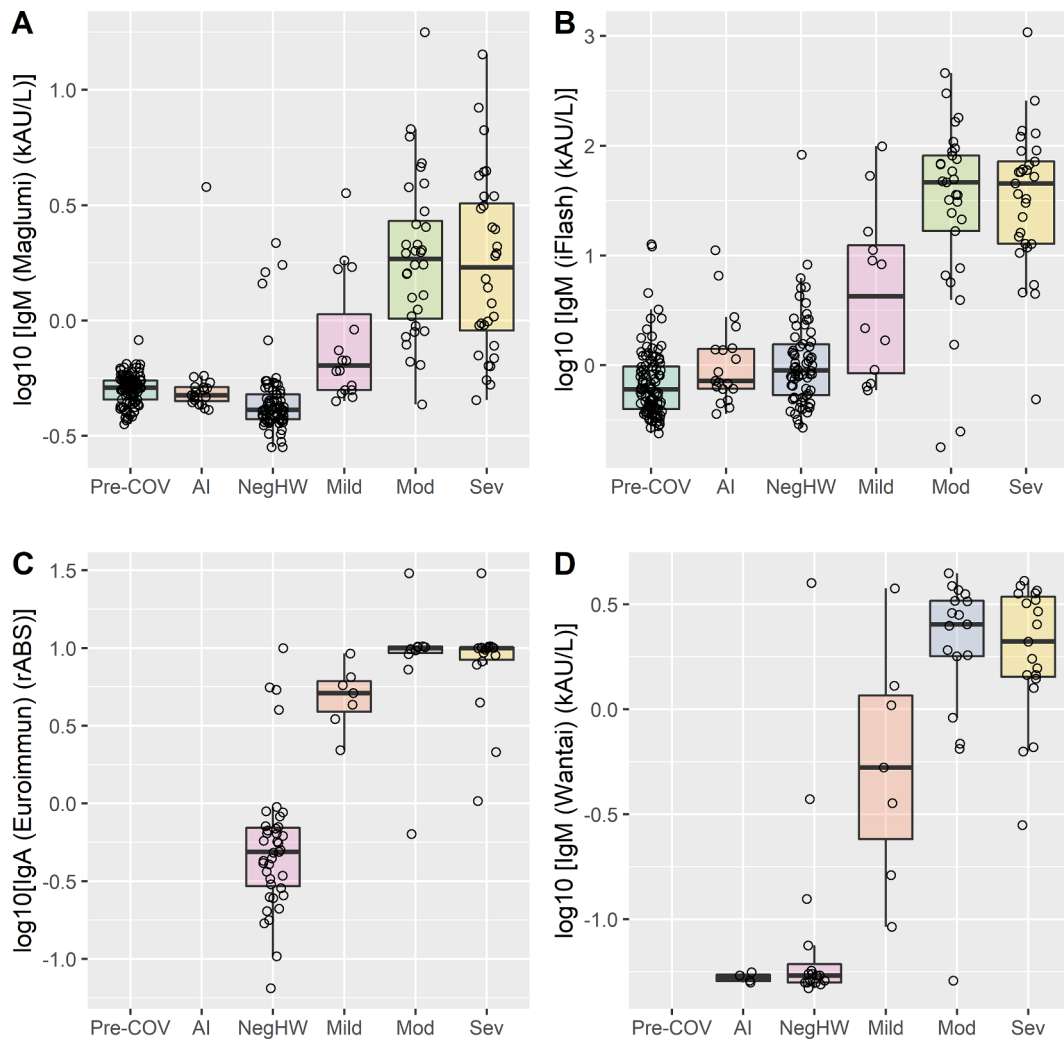 A
log10 [IgM (Maglumi) (kAU/L)]
1.0
0.5
0.0
-0.5
Pre-COV AI NegHW Mild Mod Sev
B
log10 [IgM (iFlash) (kAU/L)]
3
2
1
0
Pre-COV AI NegHW Mild Mod Sev
C
log10[IgA (Euroimmun) (rABS)]
1.5
1.0
0.5
0.0
-0.5
-1.0
Pre-COV AI NegHW Mild Mod Sev
D
log10 [IgM (Wantai) (kAU/L)]
0.5
0.0
-0.5
-1.0
Pre-COV AI NegHW Mild Mod Sev